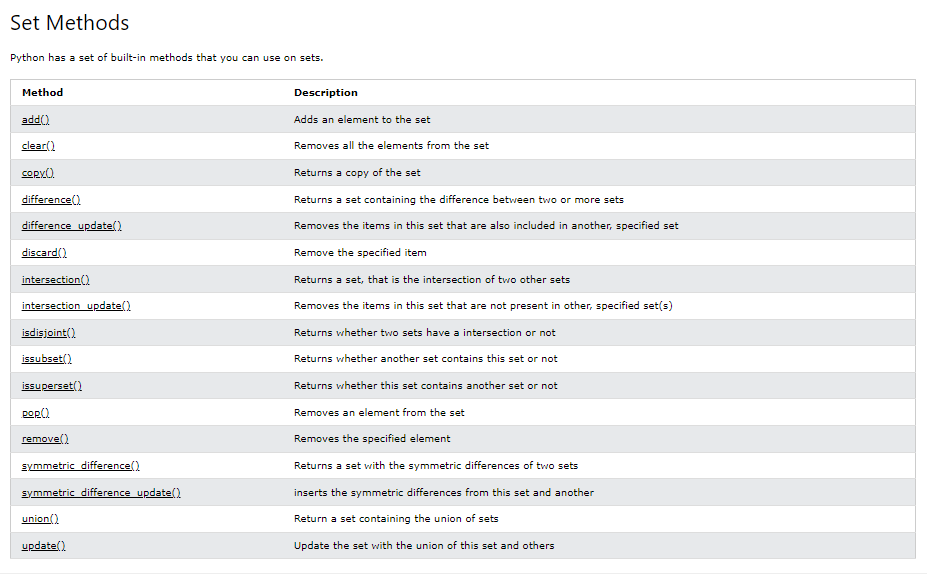 Set Methods
Python has a set of built-in methods that you can use on sets.
Method Description
add() Adds an element to the set
clear() Removes all the elements from the set
copy() Returns a copy of the set
difference() Returns a set containing the difference between two or more sets
difference_update() Removes the items in this set that are also included in another, specified set
discard() Remove the specified item
intersection() Returns a set, that is the intersection of two other sets
intersection_update() Removes the items in this set that are not present in other, specified set(s)
isdisjoint() Returns whether two sets have a intersection or not
issubset() Returns whether another set contains this set or not
issuperset() Returns whether this set contains another set or not
pop() Removes an element from the set
remove() Removes the specified element
symmetric_difference() Returns a set with the symmetric differences of two sets
symmetric_difference_update() inserts the symmetric differences from this set and another
union() Return a set containing the union of sets
update() Update the set with the union of this set and others